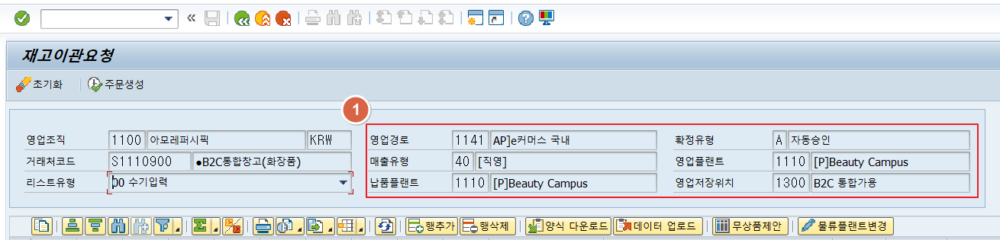 재고이관요청
초기화 주문생성
1
영업조직 1100 아모레퍼시픽 KRW 영업경로 1141 AP]e커머스 국내 확정유형 A 자동승인
거래처코드 S1110900 ●B2C통합창고(화장품) 매출유형 40 [직영] 영업플랜트 1110 [P]Beauty Campus
리스트유형 00 수기입력 납품플랜트 1110 [P]Beauty Campus 영업저장위치 1300 B2C 통합가용
행추가 행삭제 양식 다운로드 데이터 업로드 무상품제안 물류플랜트변경